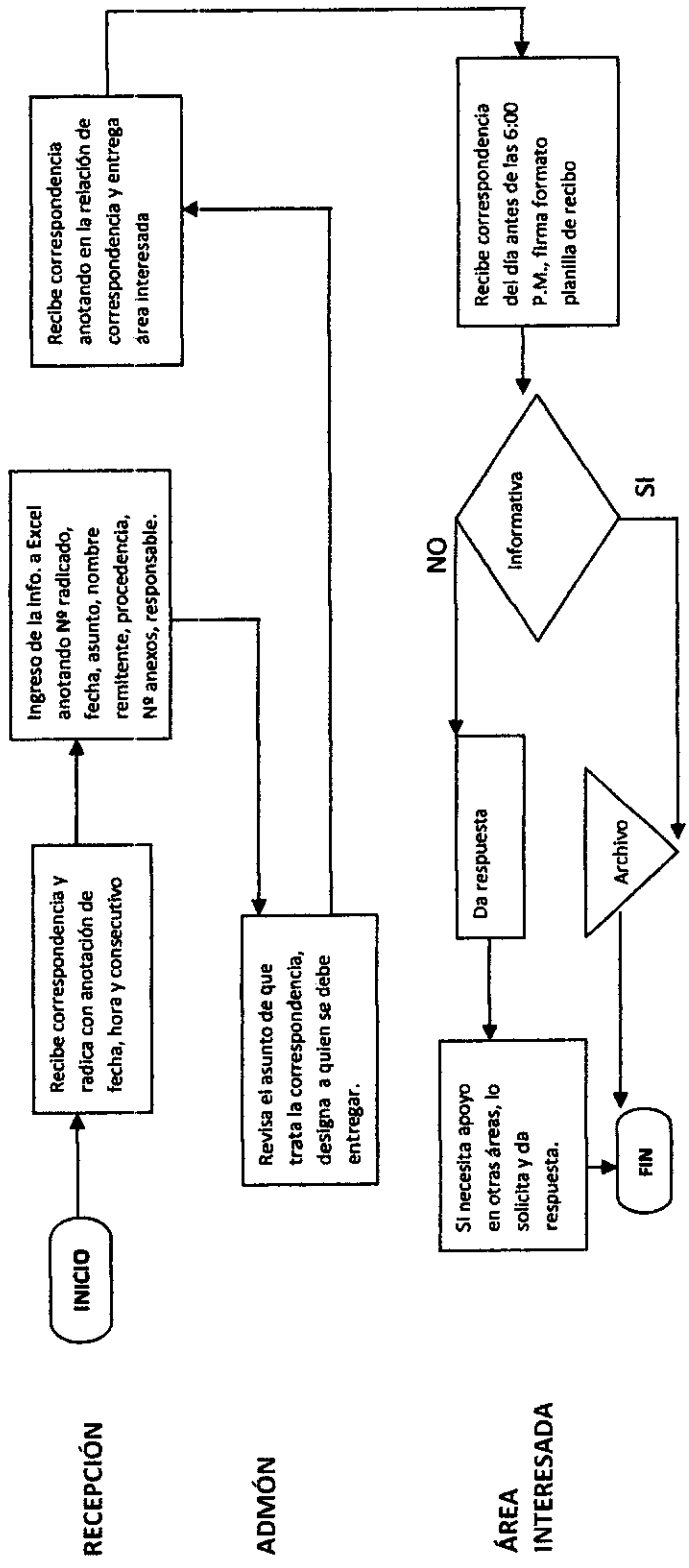 RECEPCIÓN
INICIO
Recibe correspondencia y
radica con anotación de
fecha, hora y consecutivo
Ingreso de la info. a Excel
anotando Nº radicado,
fecha, asunto, nombre
remitente, procedencia,
Nº anexos, responsable.
Recibe correspondencia
anotando en la relación de
correspondencia y entrega
área interesada
ADMÓN
Revisa el asunto de que
trata la correspondencia,
designa a quien se debe
entregar.
ÁREA
INTERESADA
Recibe correspondencia
del día antes de las 6:00
P.M., firma formato
planilla de recibo
Informativa
NO
SI
Da respuesta
Si necesita apoyo
en otras áreas, lo
solicita y da
respuesta.
Archivo
FIN